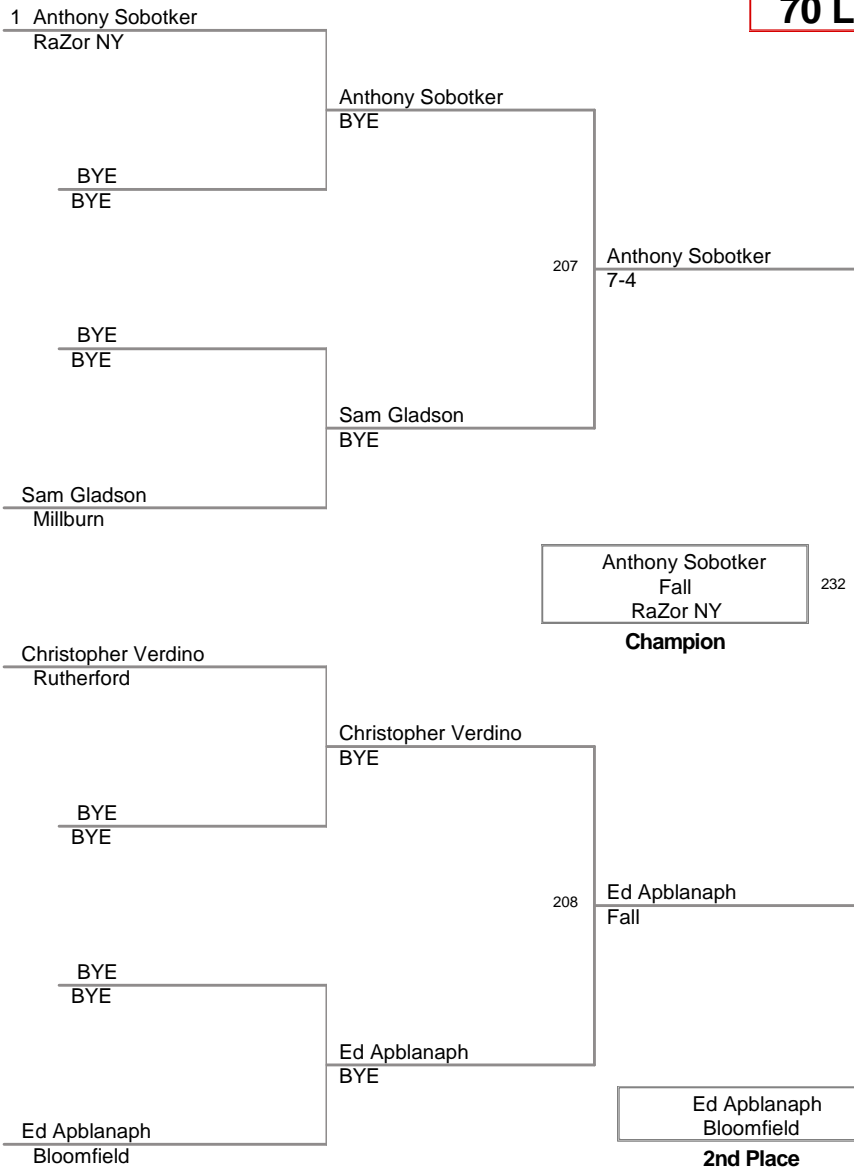 70 L
1 Anthony Sobotker
RaZor NY
Anthony Sobotker
BYE
BYE
BYE
207
Anthony Sobotker
7-4
BYE
BYE
Sam Gladson
BYE
Sam Gladson
Millburn
Anthony Sobotker
Fall
RaZor NY
232
Champion
Christopher Verdino
Rutherford
Christopher Verdino
BYE
BYE
BYE
208
Ed Apblanaph
Fall
BYE
BYE
Ed Apblanaph
BYE
Ed Apblanaph
Bloomfield
Ed Apblanaph
Bloomfield
2nd Place